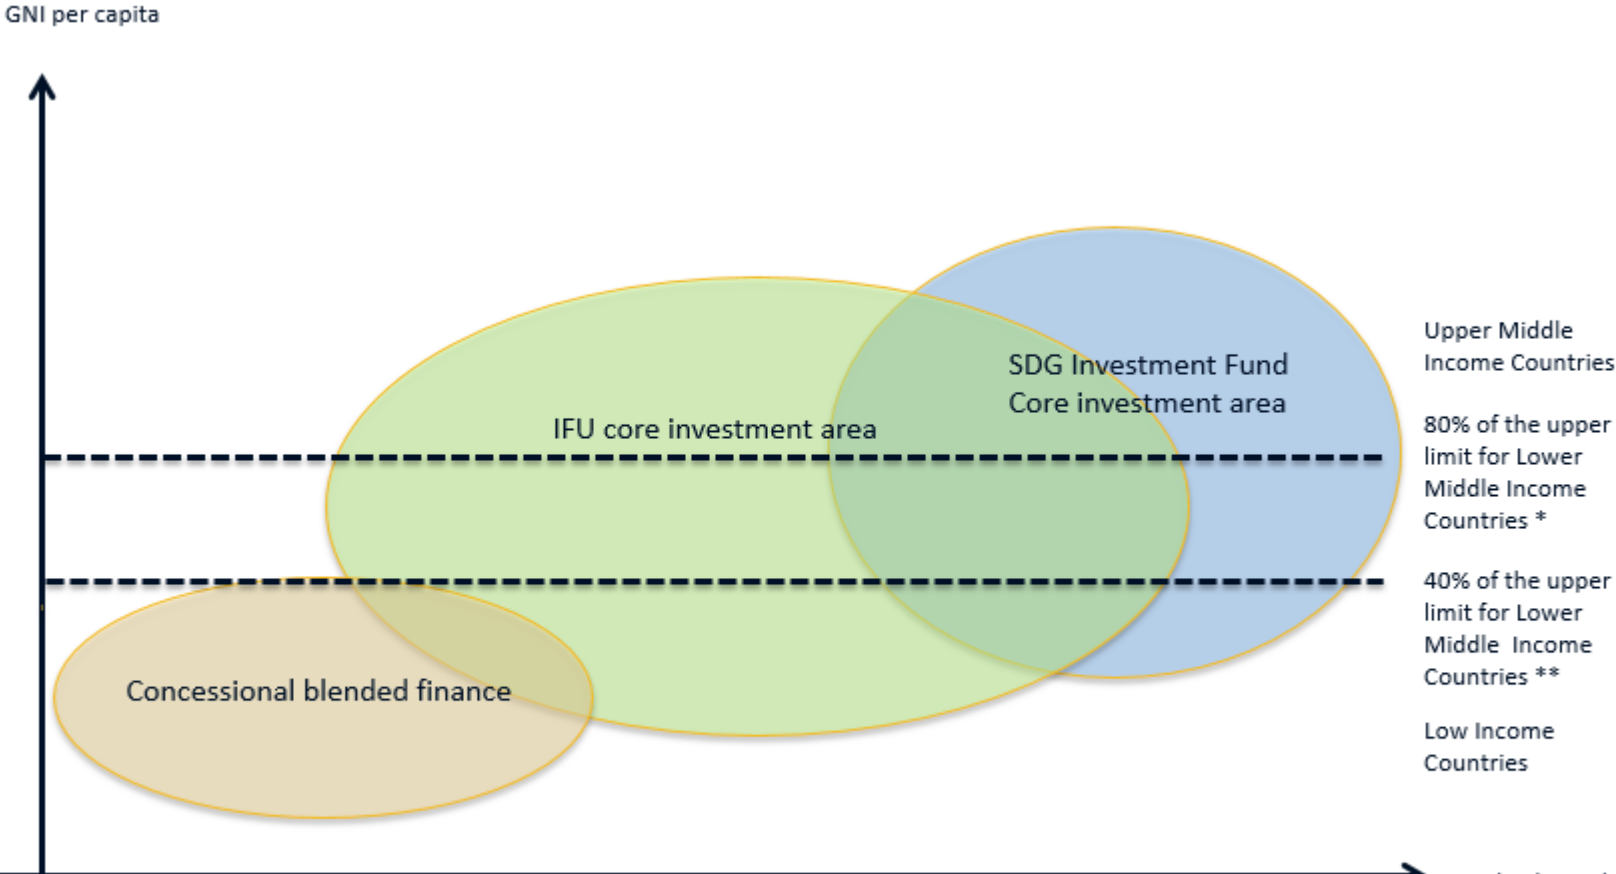 GNI per capita
SDG Investment Fund
Core investment area
IFU core investment area
Concessional blended finance
Upper Middle
Income Countries
80% of the upper
limit for Lower
Middle Income
Countries *
40% of the upper
limit for Lower
Middle Income
Countries **
Low Income
Countries